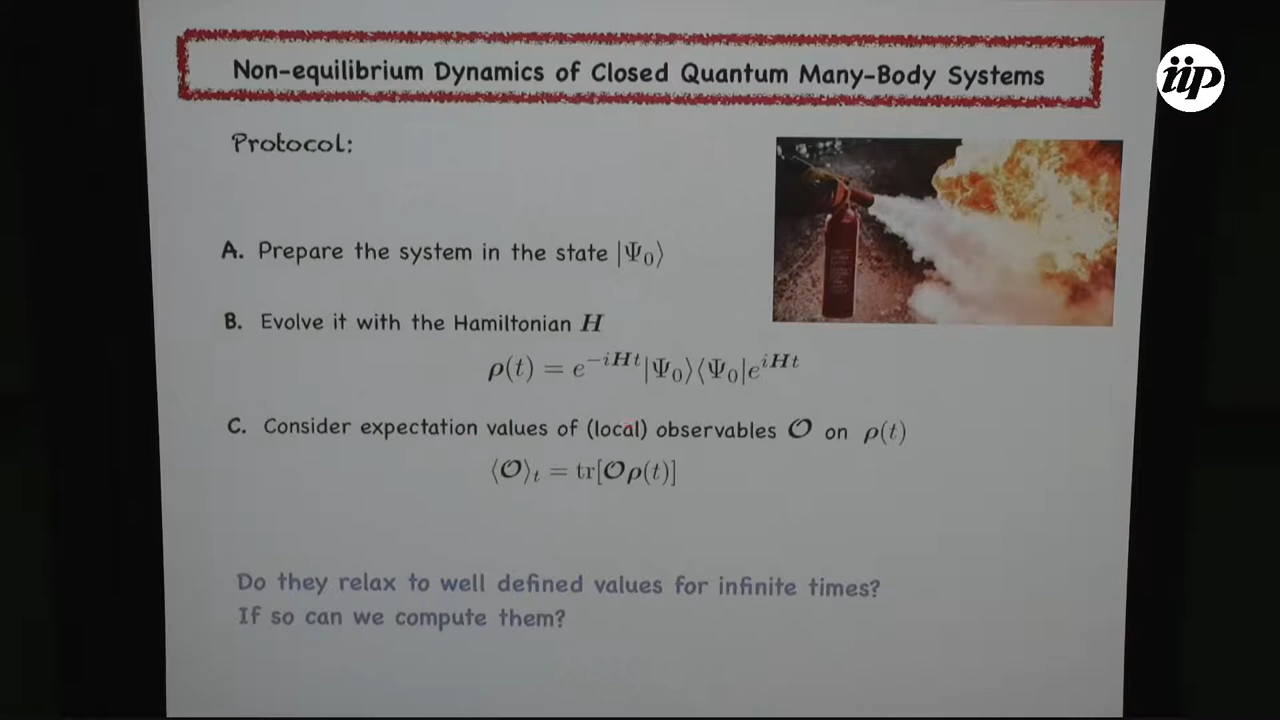 Non-equilibrium Dynamics of Closed Quantum Many-Body Systems
iip
Protocol:
A. Prepare the system in the state |Ψ₀⟩
B. Evolve it with the Hamiltonian H
ρ(t) = e^{-iHt}|Ψ₀⟩⟨Ψ₀|e^{iHt}
C. Consider expectation values of (local) observables 𝒪 on ρ(t)
⟨𝒪⟩ₜ = tr[𝒪ρ(t)]
Do they relax to well defined values for infinite times?
If so can we compute them?